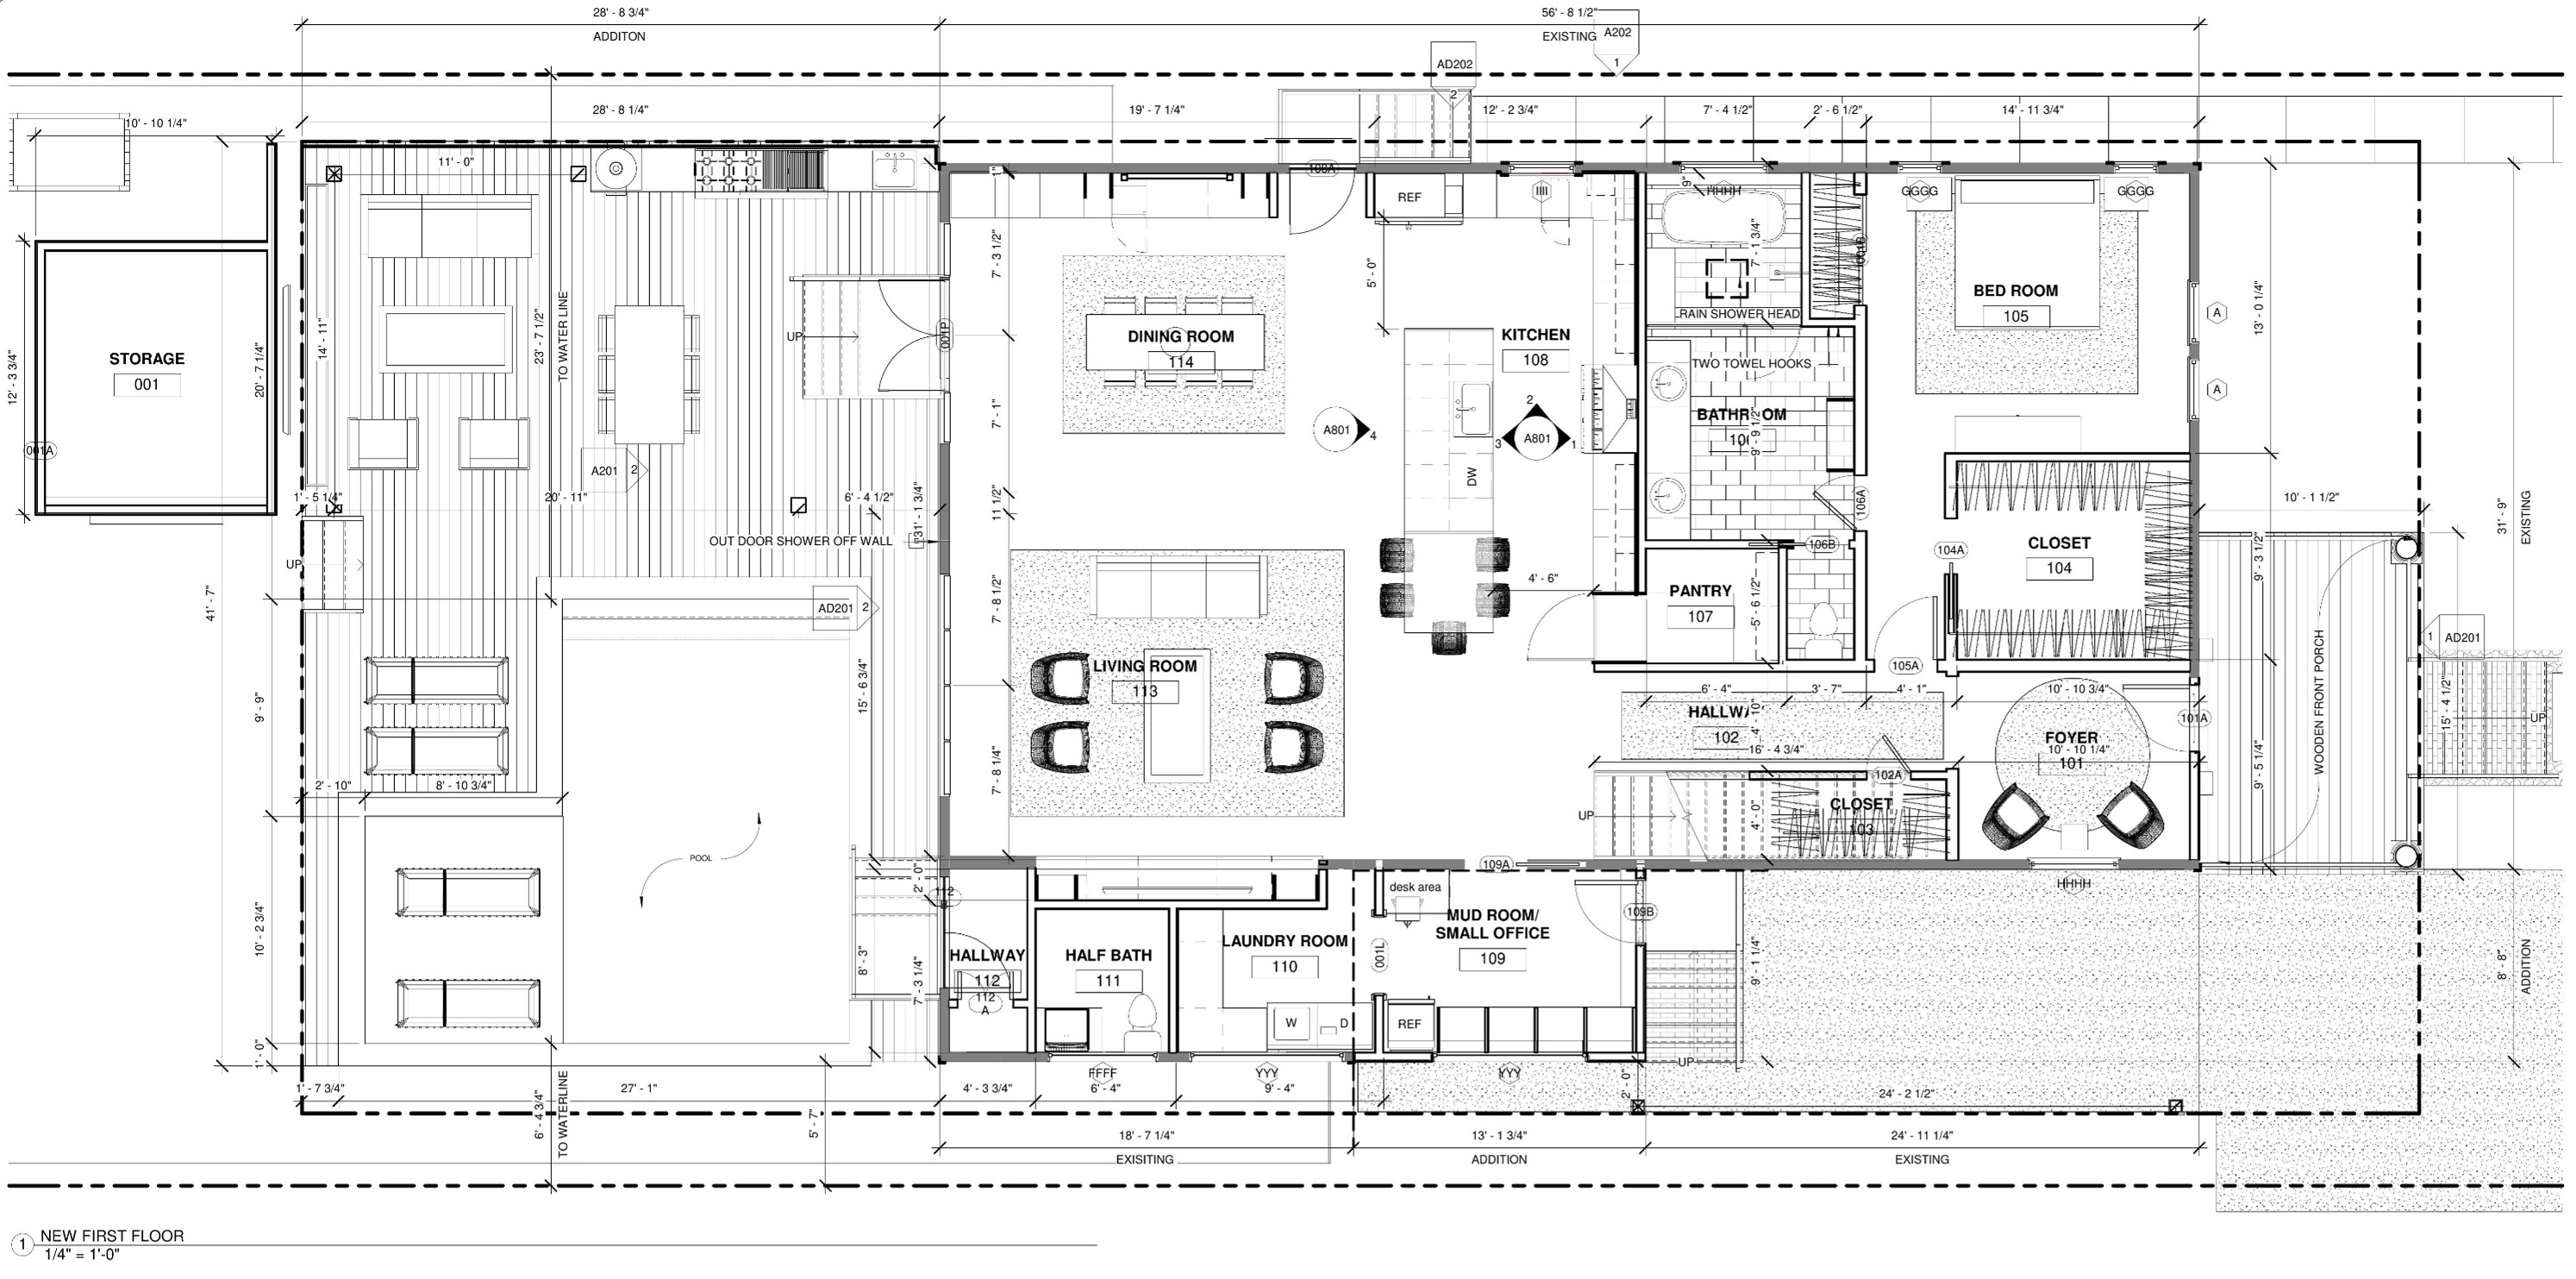 28' - 8 3/4"
ADDITON
56' - 8 1/2"
EXISTING
A202
1
AD202
2
10' - 10 1/4"
28' - 8 1/4"
19' - 7 1/4"
12' - 2 3/4"
7' - 4 1/2"
2' - 6 1/2"
14' - 11 3/4"
11' - 0"
1"
9"
REF
IIII
HHHH
GGGG
GGGG
7' - 3 1/2"
7' - 1 3/4"
001B
5' - 0"
13' - 0 1/4"
BED ROOM
105
A
A
STORAGE
001
12' - 3 3/4"
001A
20' - 7 1/4"
14' - 11"
23' - 7 1/2"
TO WATER LINE
UP
001P
DINING ROOM
114
KITCHEN
108
RAIN SHOWER HEAD
TWO TOWEL HOOKS
BATHROOM
106
9' - 9 1/2"
7' - 1"
A801
4
2
A801
3
1
DW
A201
2
1' - 5 1/4"
20' - 11"
6' - 4 1/2"
31' - 1 3/4"
11 1/2"
OUT DOOR SHOWER OFF WALL
106A
106B
104A
CLOSET
104
10' - 1 1/2"
31' - 9"
EXISTING
UP
41' - 7"
AD201
2
7' - 8 1/2"
4' - 6"
PANTRY
107
5' - 6 1/2"
9' - 3 1/2"
WOODEN FRONT PORCH
1
AD201
LIVING ROOM
113
105A
15' - 6 3/4"
9' - 9"
6' - 4"
3' - 7"
4' - 1"
10' - 10 3/4"
HALLWAY
102
4' - 10"
16' - 4 3/4"
FOYER
10' - 10 1/4"
101
101A
15' - 4 1/2"
UP
2' - 10"
8' - 10 3/4"
7' - 8 1/4"
102A
9' - 5 1/4"
UP
CLOSET
103
4' - 0"
POOL
109A
2' - 0"
112
B
desk area
HHHH
109B
MUD ROOM/
SMALL OFFICE
109
10' - 2 3/4"
8' - 3"
7' - 3 1/4"
HALLWAY
112
112
A
HALF BATH
111
LAUNDRY ROOM
110
001L
9' - 1 1/4"
8' - 8"
ADDITION
W
D
REF
1' - 0"
UP
FFFF
YYY
YYY
1' - 7 3/4"
27' - 1"
4' - 3 3/4"
6' - 4"
9' - 4"
2' - 0"
24' - 2 1/2"
6' - 4 3/4"
TO WATERLINE
5' - 7"
18' - 7 1/4"
EXISITING
13' - 1 3/4"
ADDITION
24' - 11 1/4"
EXISTING
1
NEW FIRST FLOOR
1/4" = 1'-0"